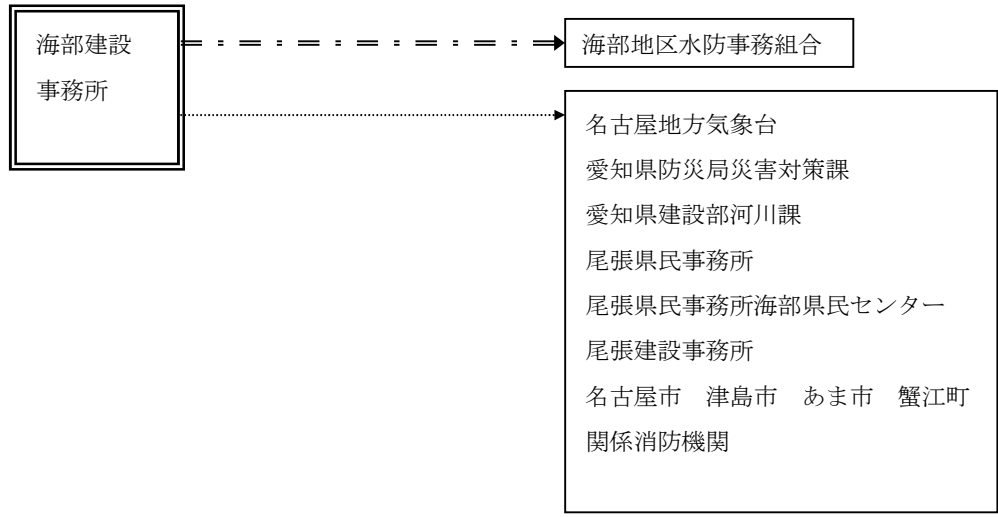 海部建設
事務所
海部地区水防事務組合
名古屋地方気象台
愛知県防災局災害対策課
愛知県建設部河川課
尾張県民事務所
尾張県民事務所海部県民センター
尾張建設事務所
名古屋市　津島市　あま市　蟹江町
関係消防機関